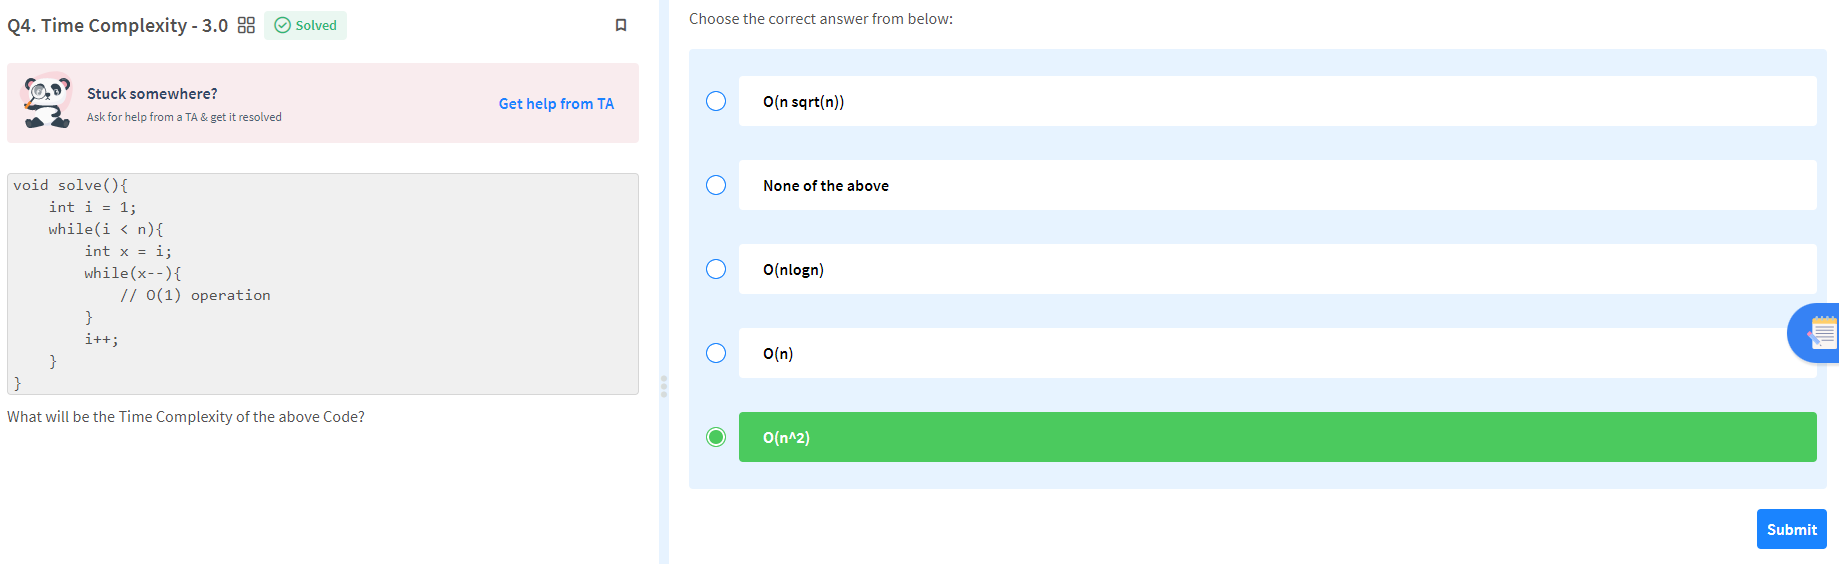 Q4. Time Complexity - 3.0
Solved
Stuck somewhere?
Ask for help from a TA & get it resolved
Get help from TA
void solve(){
    int i = 1;
    while(i < n){
        int x = i;
        while(x--){
            // O(1) operation
        }
        i++;
    }
}
What will be the Time Complexity of the above Code?
Choose the correct answer from below:
O(n sqrt(n))
None of the above
O(nlogn)
O(n)
O(n^2)
Submit